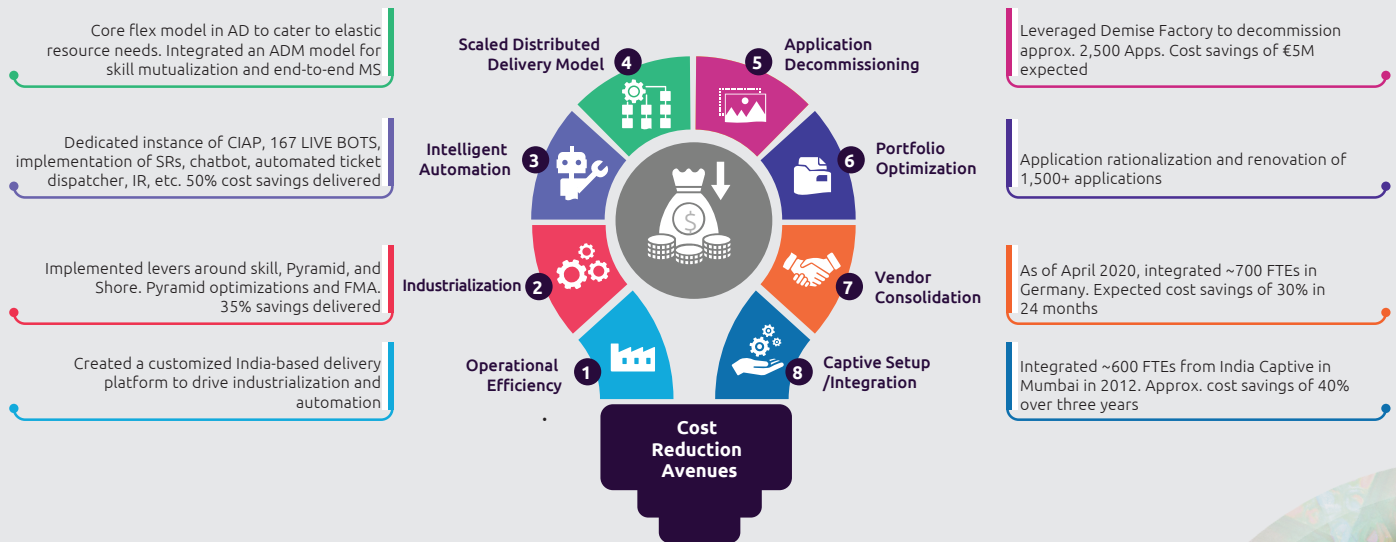 Core flex model in AD to cater to elastic
resource needs. Integrated an ADM model for
skill mutualization and end-to-end MS
Dedicated instance of CIAP, 167 LIVE BOTS,
implementation of SRs, chatbot, automated ticket
dispatcher, IR, etc. 50% cost savings delivered
Implemented levers around skill, Pyramid, and
Shore. Pyramid optimizations and FMA.
35% savings delivered
Created a customized India-based delivery
platform to drive industrialization and
automation
Scaled Distributed
Delivery Model
4
Intelligent
Automation
3
Industrialization
2
Operational
Efficiency
1
.
$
Cost
Reduction
Avenues
5
Application
Decommissioning
6
Portfolio
Optimization
7
Vendor
Consolidation
8
Captive Setup
/Integration
Leveraged Demise Factory to decommission
approx. 2,500 Apps. Cost savings of €5M
expected
Application rationalization and renovation of
1,500+ applications
As of April 2020, integrated ~700 FTEs in
Germany. Expected cost savings of 30% in
24 months
Integrated ~600 FTEs from India Captive in
Mumbai in 2012. Approx. cost savings of 40%
over three years